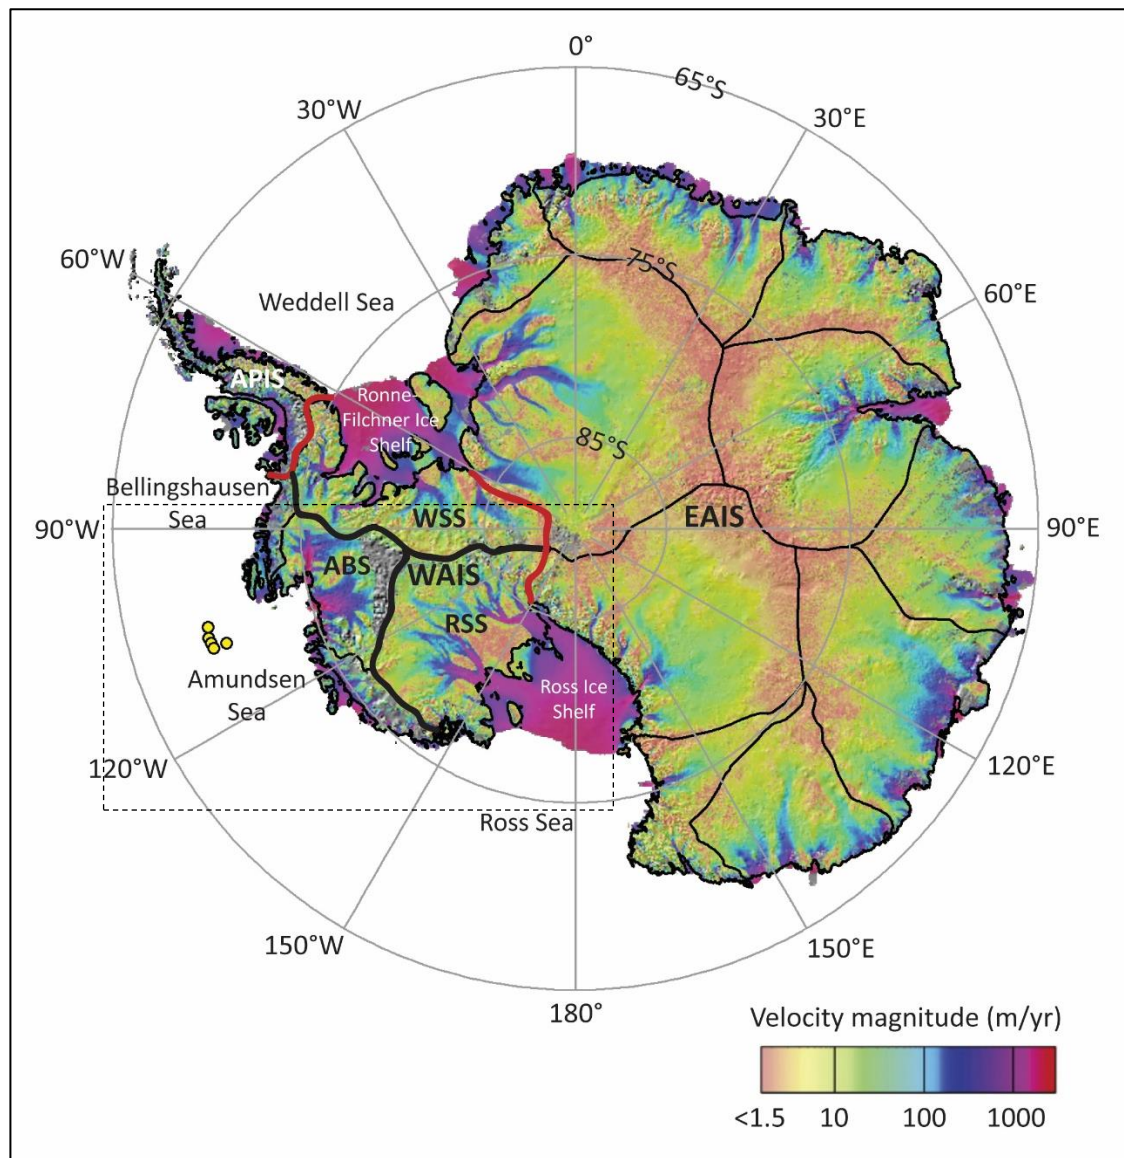 0°
65°S
30°W
30°E
75°S
60°W
Weddell Sea
60°E
APIS
Ronne-
Filchner Ice
Shelf
85°S
Bellingshausen
Sea
WSS
EAIS
90°W
90°E
ABS
WAIS
RSS
Amundsen
Sea
Ross Ice
Shelf
120°W
120°E
Ross Sea
150°W
150°E
180°
Velocity magnitude (m/yr)
<1.5
10
100
1000